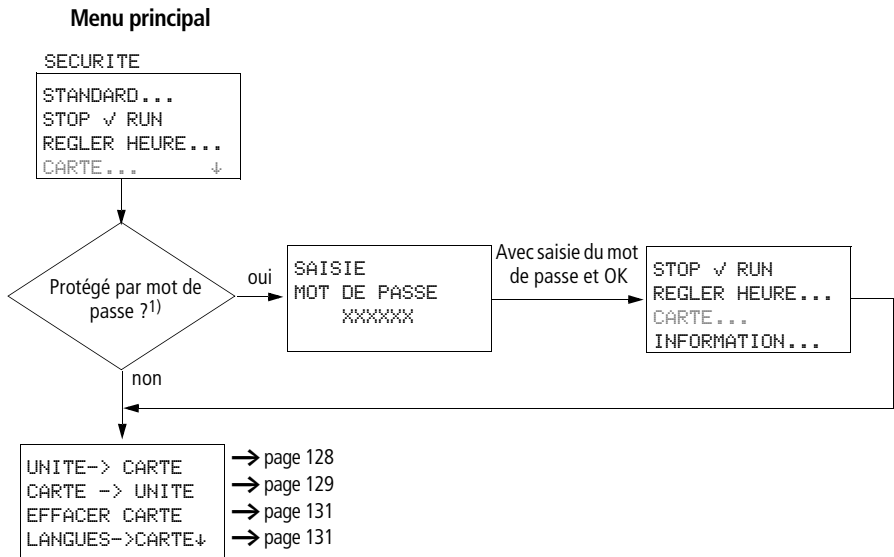 Menu principal
SECURITE
STANDARD...
STOP √ RUN
REGLER HEURE...
CARTE... ↓
Protégé par mot de
passe ?1)
oui
SAISIE
MOT DE PASSE
XXXXXX
Avec saisie du mot
de passe et OK
STOP √ RUN
REGLER HEURE...
CARTE...
INFORMATION...
non
UNITE-> CARTE → page 128
CARTE -> UNITE → page 129
EFFACER CARTE → page 131
LANGUES->CARTE↓ → page 131